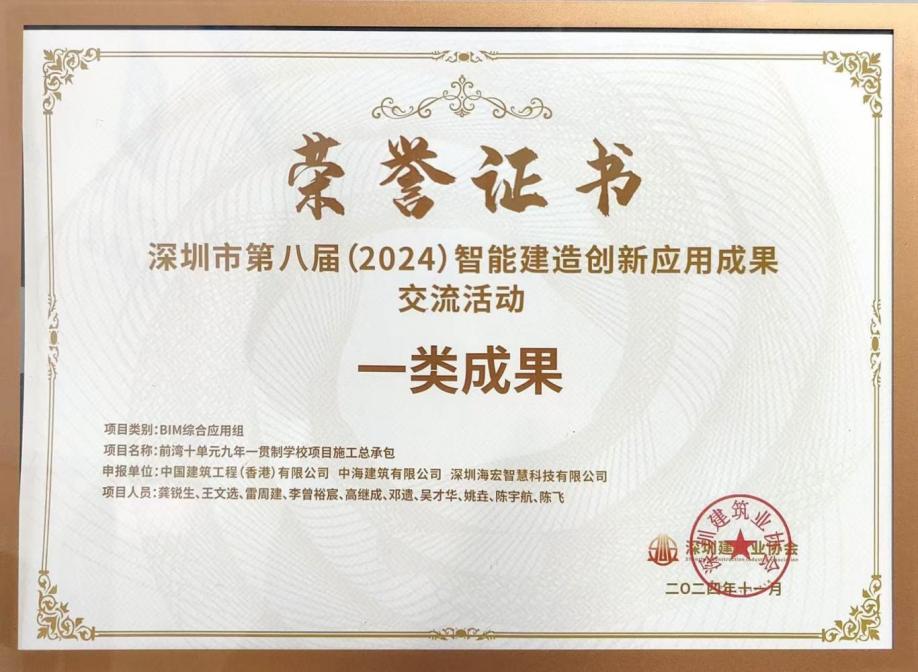 荣誉证书
深圳市第八届(2024)智能建造创新应用成果
交流活动
一类成果
项目类别:BIM综合应用组
项目名称:前湾十单元九年一贯制学校项目施工总承包
申报单位:中国建筑工程(香港)有限公司 中海建筑有限公司 深圳海宏智慧科技有限公司
项目人员:龚锐生、王文选、雷周建、李曾裕宸、高继成、邓遗、吴才华、姚垚、陈宇航、陈飞
深圳建筑业协会
深圳建筑业协会
二〇二四年十一月